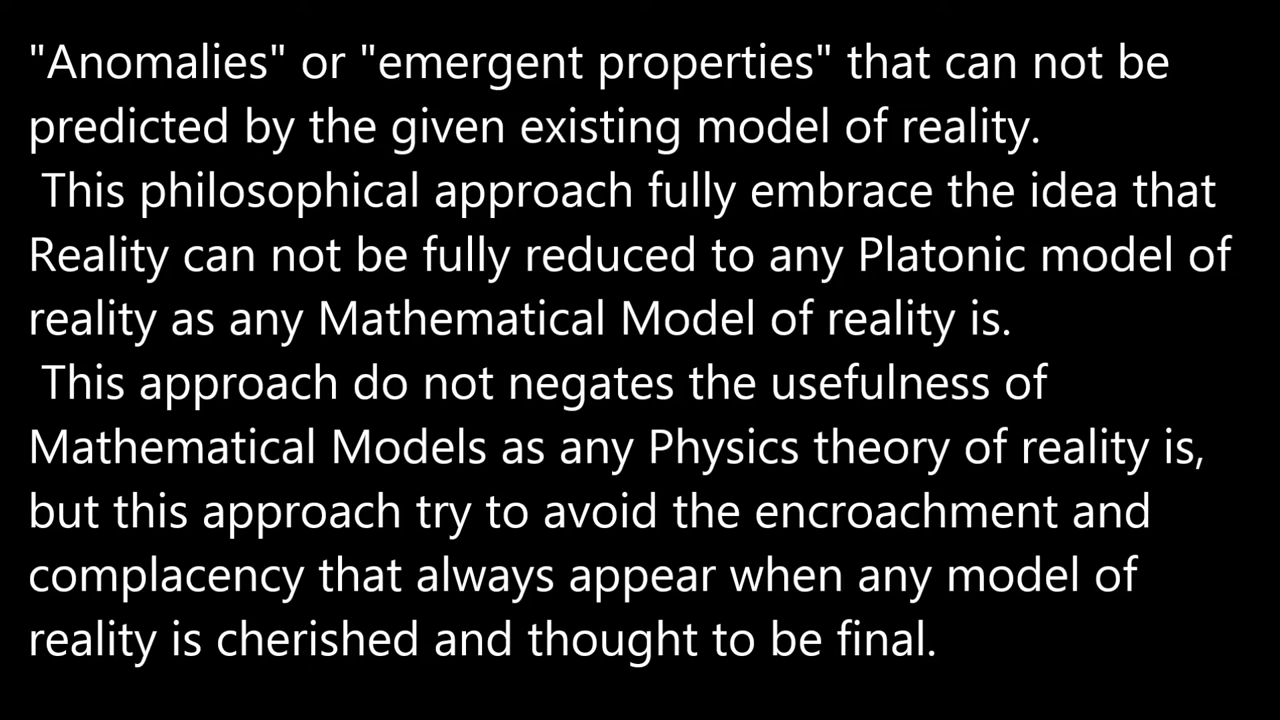 "Anomalies" or "emergent properties" that can not be
predicted by the given existing model of reality.
This philosophical approach fully embrace the idea that
Reality can not be fully reduced to any Platonic model of
reality as any Mathematical Model of reality is.
This approach do not negates the usefulness of
Mathematical Models as any Physics theory of reality is,
but this approach try to avoid the encroachment and
complacency that always appear when any model of
reality is cherished and thought to be final.